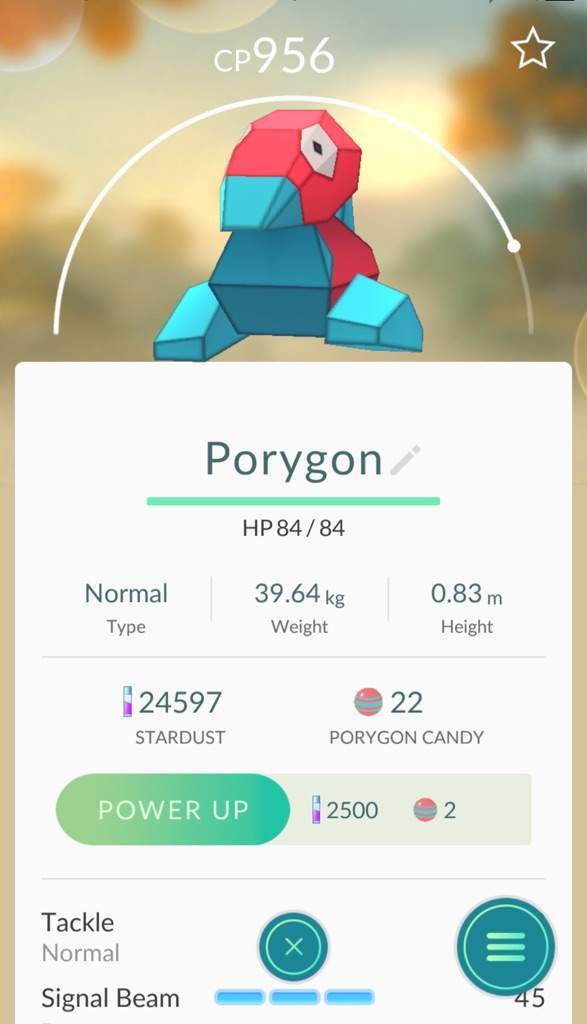 CP956
Porygon
HP 84 / 84
Normal 39.64 kg 0.83 m
Type Weight Height
24597 22
STARDUST PORYGON CANDY
POWER UP 2500 2
Tackle
Normal
Signal Beam 45